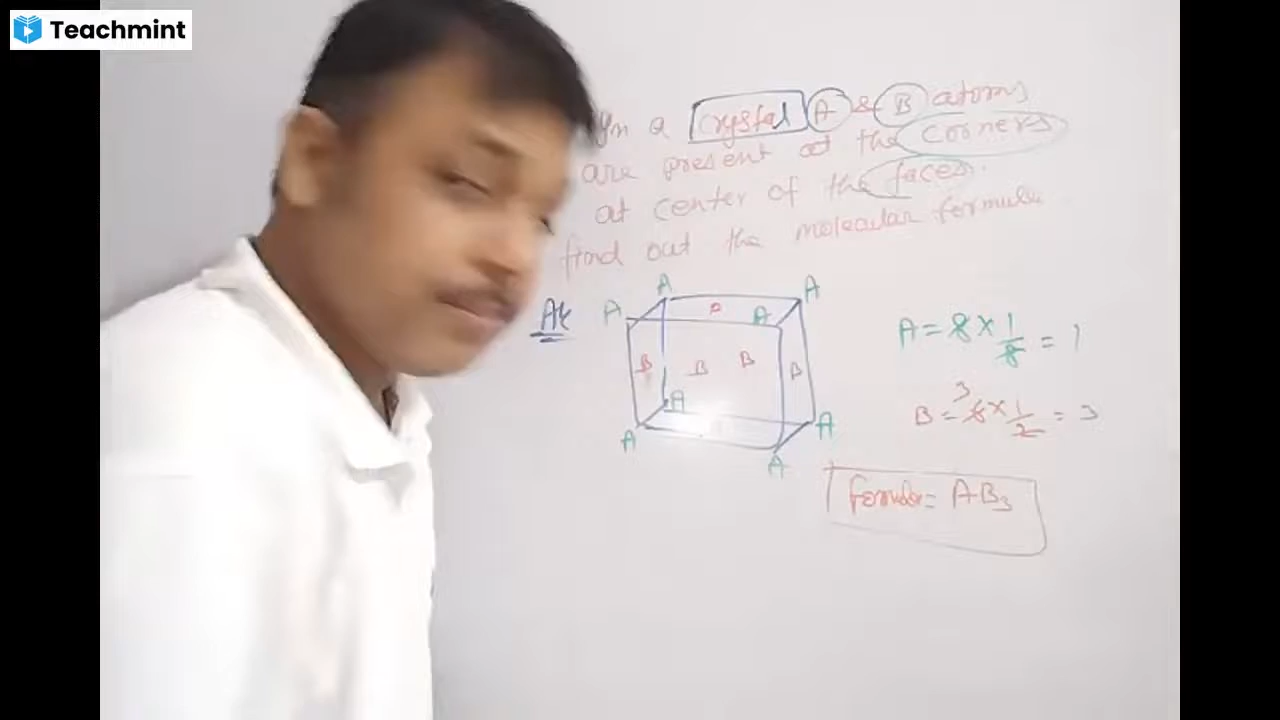 Teachmint
In a crystal A & B atoms
are present at the corners
at center of the faces.
find out the molecular formula
A A
A A
B B B B
A
A A
A
A = 8 × 1/8 = 1
3
B = 6 × 1/2 = 3
Formula = AB3